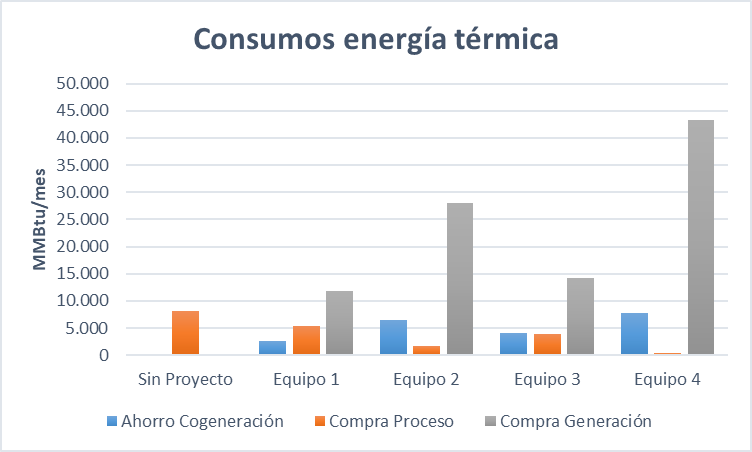 Consumos energía térmica
MMBtu/mes
50.000
45.000
40.000
35.000
30.000
25.000
20.000
15.000
10.000
5.000
0
Sin Proyecto Equipo 1 Equipo 2 Equipo 3 Equipo 4
Ahorro Cogeneración Compra Proceso Compra Generación